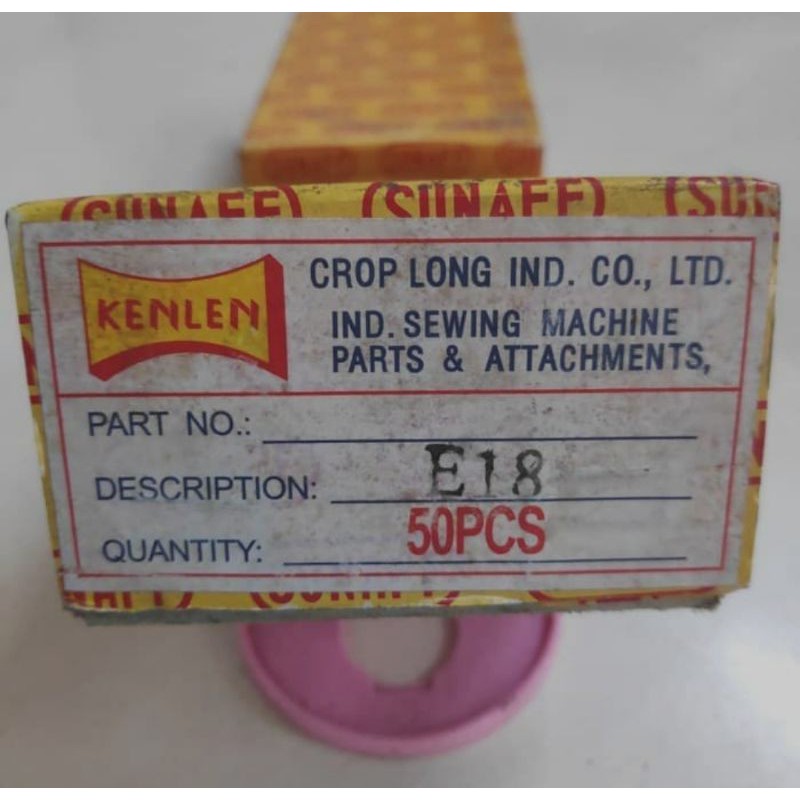 (SUNAFF) (SUNAFF)
KENLEN
CROP LONG IND. CO., LTD.
IND. SEWING MACHINE
PARTS & ATTACHMENTS,
PART NO.:
DESCRIPTION: E18
QUANTITY: 50PCS